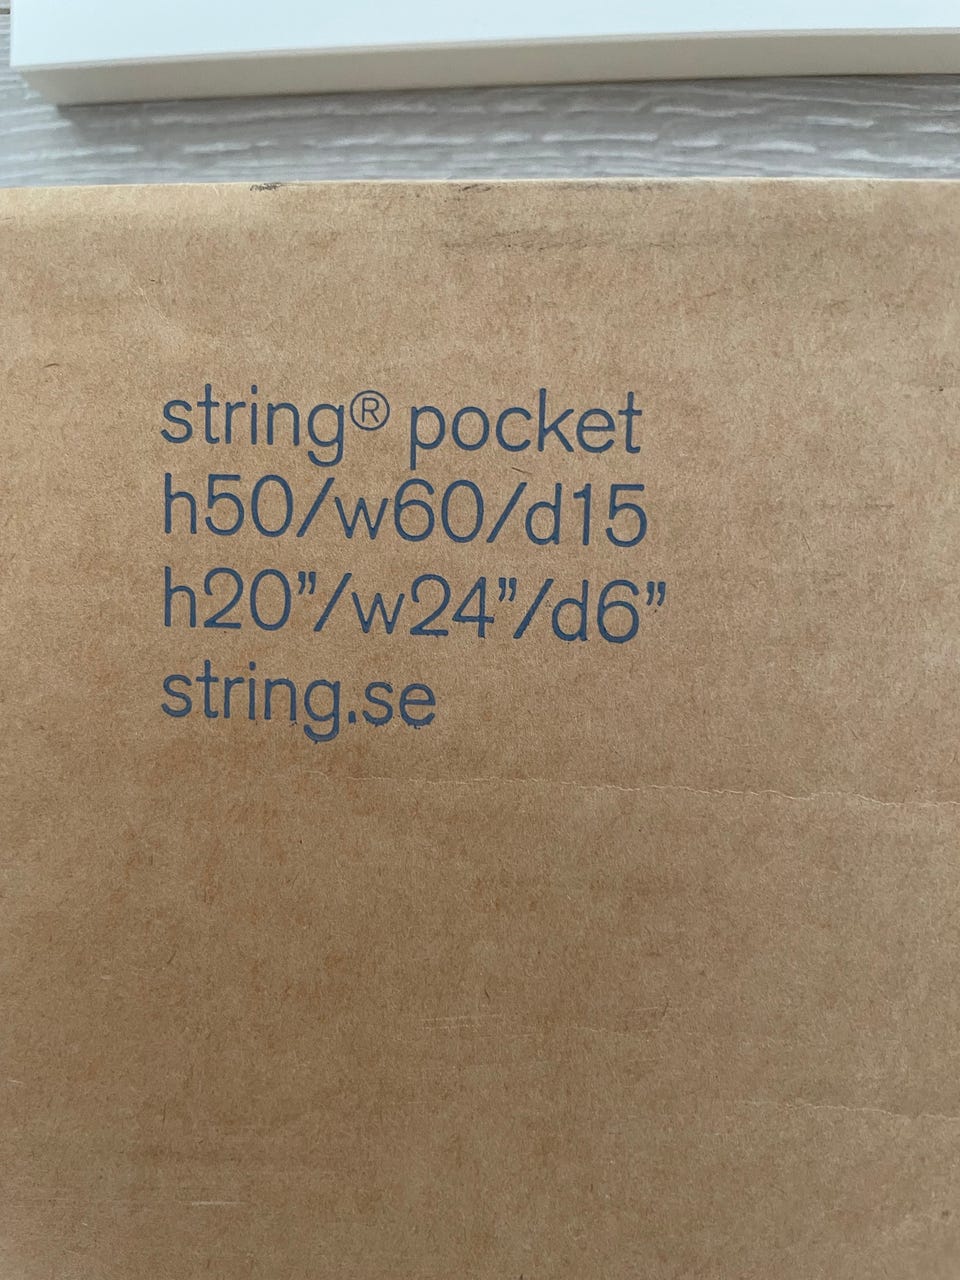 string® pocket
h50/w60/d15
h20”/w24”/d6”
string.se